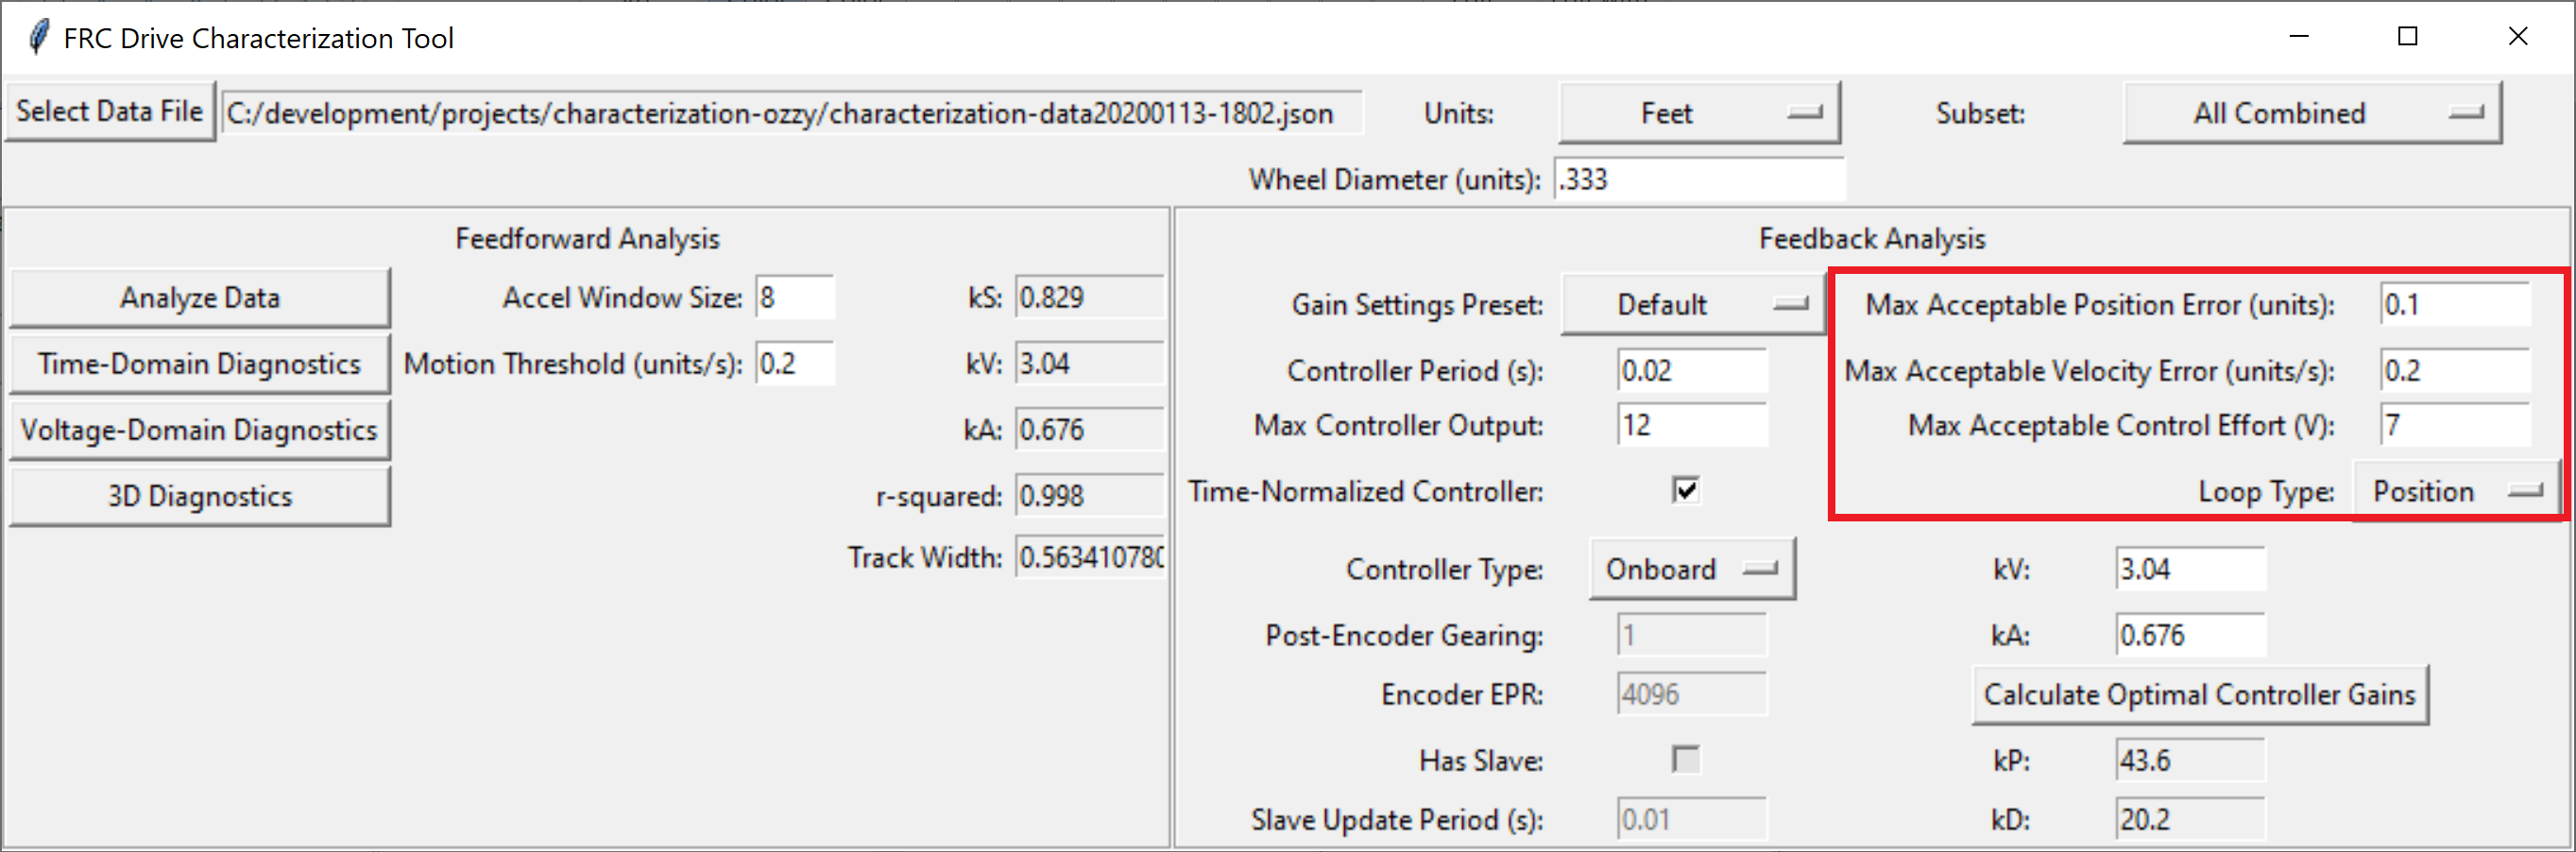 FRC Drive Characterization Tool
Select Data File C:/development/projects/characterization-ozzy/characterization-data20200113-1802.json Units: Feet Subset: All Combined
Wheel Diameter (units): .333
Feedforward Analysis
Analyze Data Accel Window Size: 8 kS: 0.829
Time-Domain Diagnostics Motion Threshold (units/s): 0.2 kV: 3.04
Voltage-Domain Diagnostics kA: 0.676
3D Diagnostics r-squared: 0.998
Track Width: 0.563410780
Feedback Analysis
Gain Settings Preset: Default Max Acceptable Position Error (units): 0.1
Controller Period (s): 0.02 Max Acceptable Velocity Error (units/s): 0.2
Max Controller Output: 12 Max Acceptable Control Effort (V): 7
Time-Normalized Controller: Loop Type: Position
Controller Type: Onboard kV: 3.04
Post-Encoder Gearing: 1 kA: 0.676
Encoder EPR: 4096 Calculate Optimal Controller Gains
Has Slave: kP: 43.6
Slave Update Period (s): 0.01 kD: 20.2